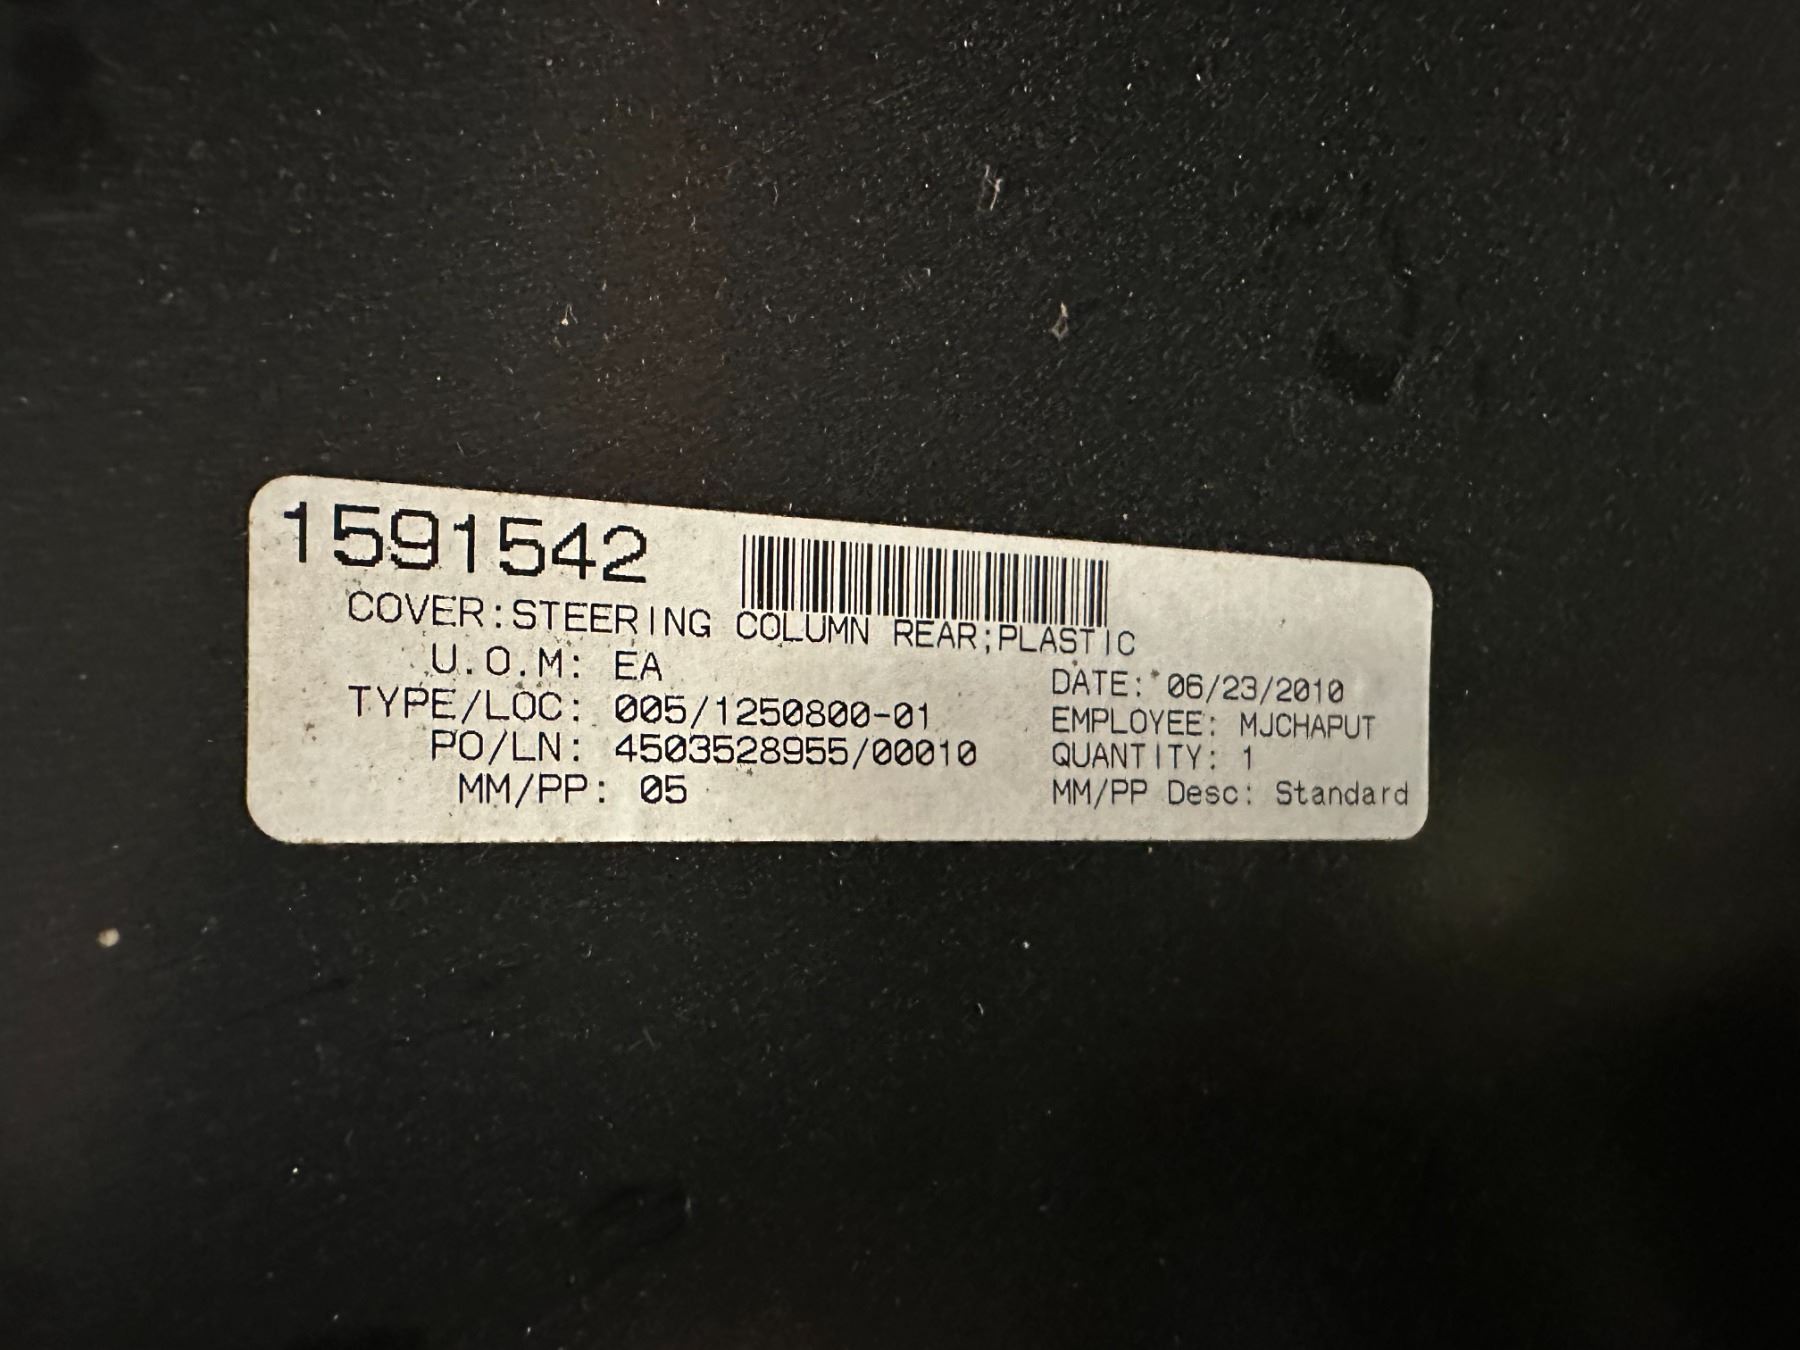 1591542
COVER:STEERING COLUMN REAR;PLASTIC
U.O.M: EA
TYPE/LOC: 005/1250800-01
PO/LN: 4503528955/00010
MM/PP: 05
DATE: 06/23/2010
EMPLOYEE: MJCHAPUT
QUANTITY: 1
MM/PP Desc: Standard